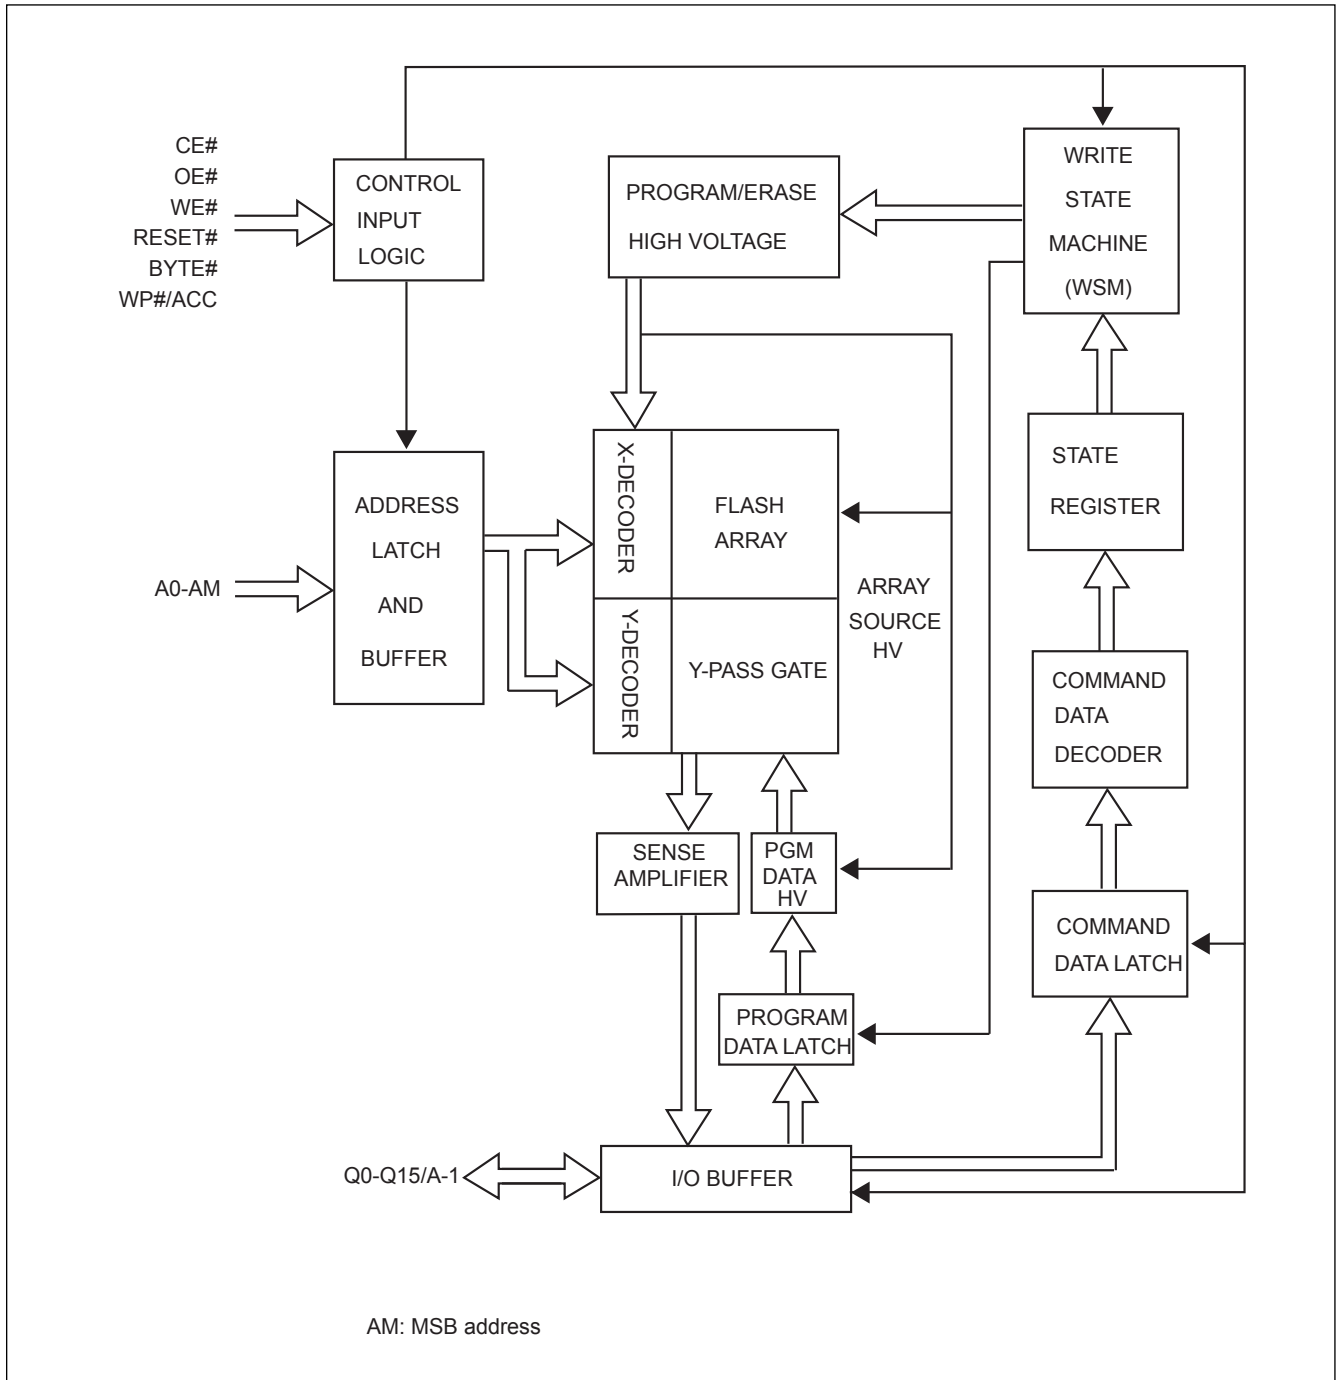 CE#
OE#
WE#
RESET#
BYTE#
WP#/ACC
CONTROL
INPUT
LOGIC
PROGRAM/ERASE
HIGH VOLTAGE
WRITE
STATE
MACHINE
(WSM)
A0-AM
ADDRESS
LATCH
AND
BUFFER
X-DECODER
FLASH
ARRAY
Y-DECODER
Y-PASS GATE
ARRAY
SOURCE
HV
STATE
REGISTER
COMMAND
DATA
DECODER
SENSE
AMPLIFIER
PGM
DATA
HV
COMMAND
DATA LATCH
PROGRAM
DATA LATCH
Q0-Q15/A-1
I/O BUFFER
AM: MSB address